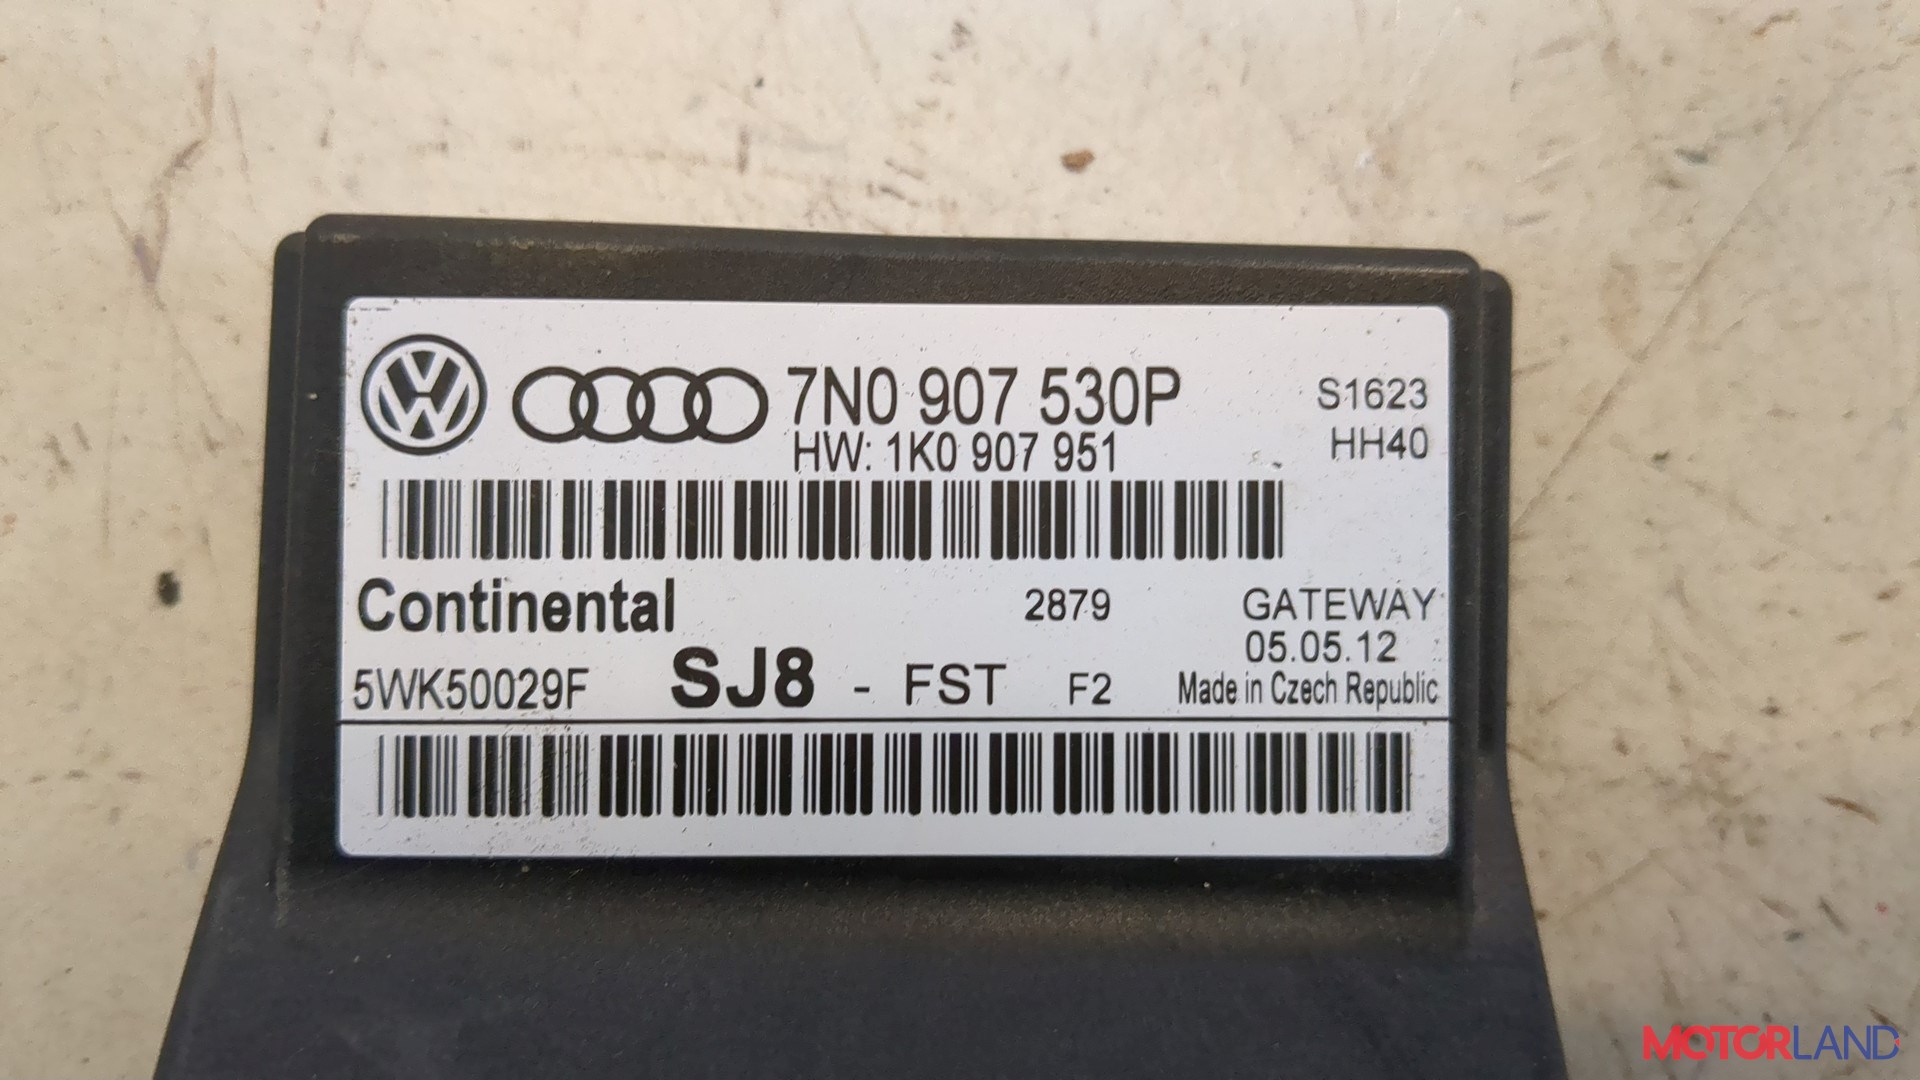 7N0 907 530P S1623
HW: 1K0 907 951 HH40
Continental 2879 GATEWAY
05.05.12
5WK50029F SJ8 - FST F2 Made in Czech Republic
MOTORLAND